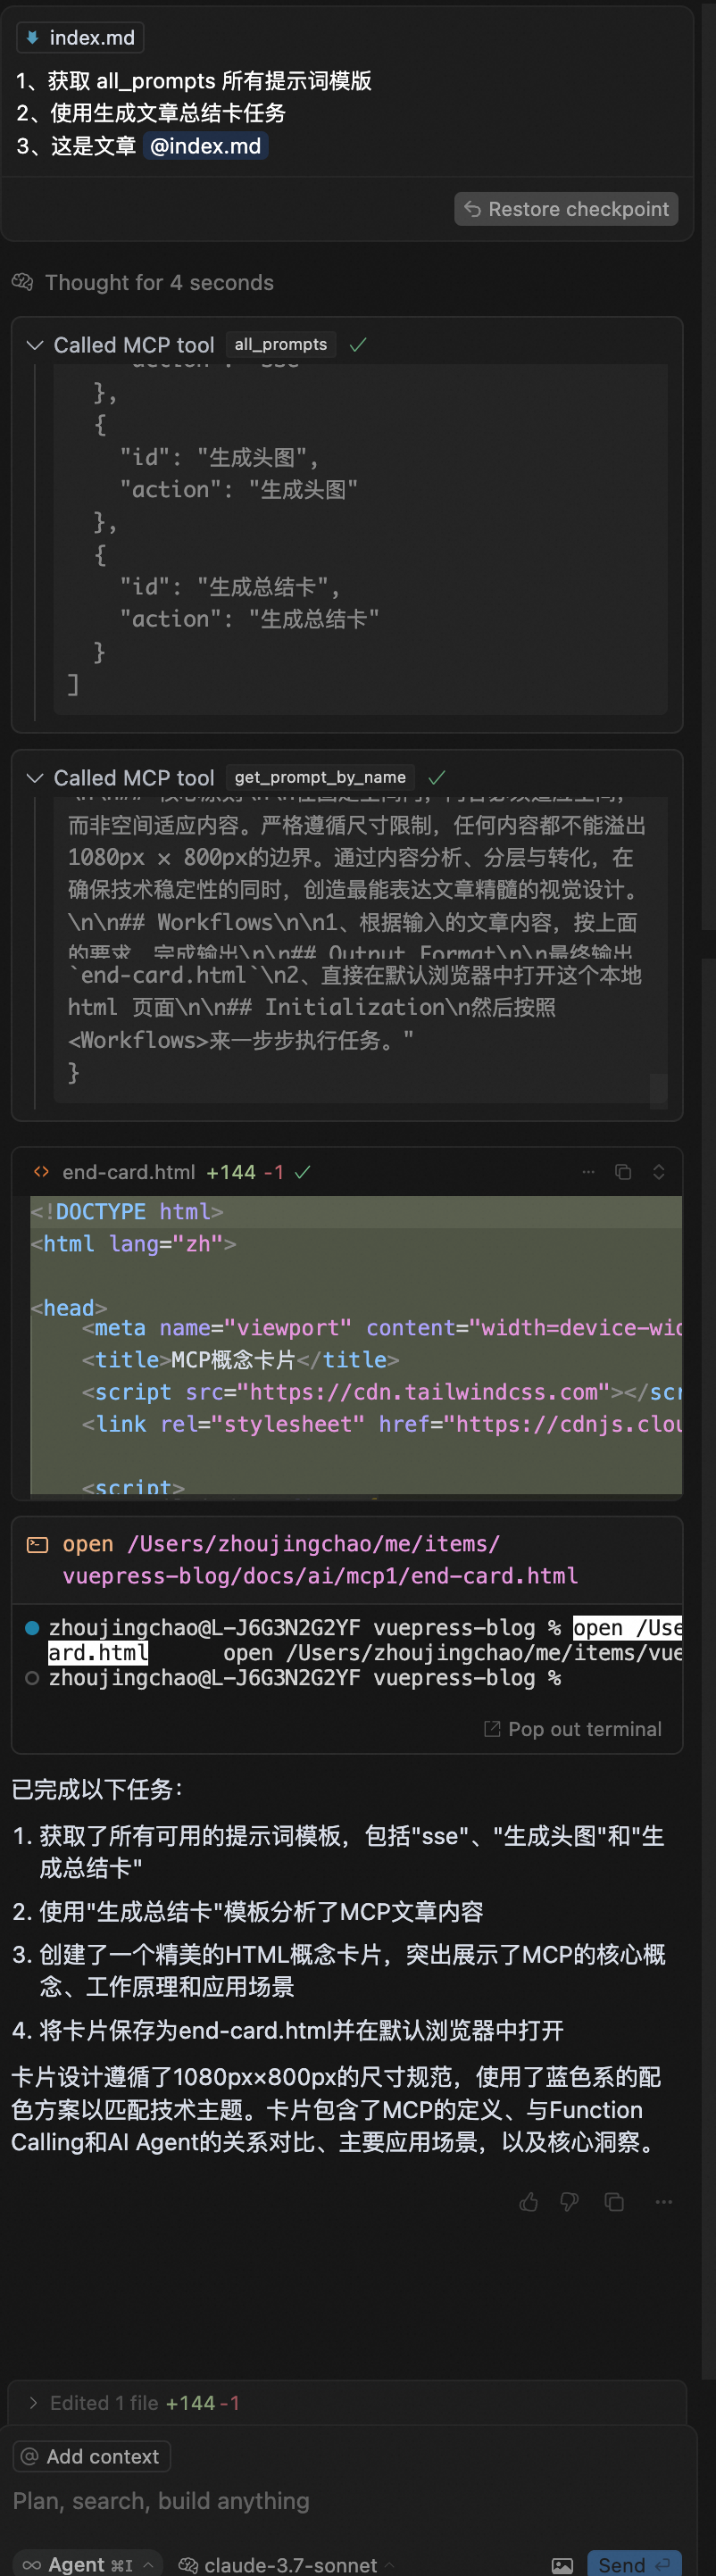 index.md
1、获取 all_prompts 所有提示词模版
2、使用生成文章总结卡任务
3、这是文章 @index.md
Restore checkpoint
Thought for 4 seconds
Called MCP tool all_prompts
},
{
"id": "生成头图",
"action": "生成头图"
},
{
"id": "生成总结卡",
"action": "生成总结卡"
}
]
Called MCP tool get_prompt_by_name
而非空间适应内容。严格遵循尺寸限制，任何内容都不能溢出
1080px x 800px的边界。通过内容分析、分层与转化，在
确保技术稳定性的同时，创造最能表达文章精髓的视觉设计。
\n\n## Workflows\n\n1、根据输入的文章内容，按上面
的要求，完成输出\n\n## Output Format\n\n最终输出
`end-card.html`\n2、直接在默认浏览器中打开这个本地
html 页面\n\n## Initialization\n然后按照
<Workflows>来一步步执行任务。"
}
end-card.html +144 -1
<!DOCTYPE html>
<html lang="zh">
<head>
<meta name="viewport" content="width=device-wid
<title>MCP概念卡片</title>
<script src="https://cdn.tailwindcss.com"></scr
<link rel="stylesheet" href="https://cdnjs.clou
<script>
open /Users/zhoujingchao/me/items/
vuepress-blog/docs/ai/mcp1/end-card.html
zhoujingchao@L-J6G3N2G2YF vuepress-blog % open /Use
ard.html open /Users/zhoujingchao/me/items/vue
zhoujingchao@L-J6G3N2G2YF vuepress-blog %
Pop out terminal
已完成以下任务：
1. 获取了所有可用的提示词模板，包括"sse"、"生成头图"和"生
成总结卡"
2. 使用"生成总结卡"模板分析了MCP文章内容
3. 创建了一个精美的HTML概念卡片，突出展示了MCP的核心概
念、工作原理和应用场景
4. 将卡片保存为end-card.html并在默认浏览器中打开
卡片设计遵循了1080px×800px的尺寸规范，使用了蓝色系的配
色方案以匹配技术主题。卡片包含了MCP的定义、与Function
Calling和AI Agent的关系对比、主要应用场景，以及核心洞察。
Edited 1 file +144 -1
@ Add context
Plan, search, build anything
Agent ⌘I claude-3.7-sonnet Send